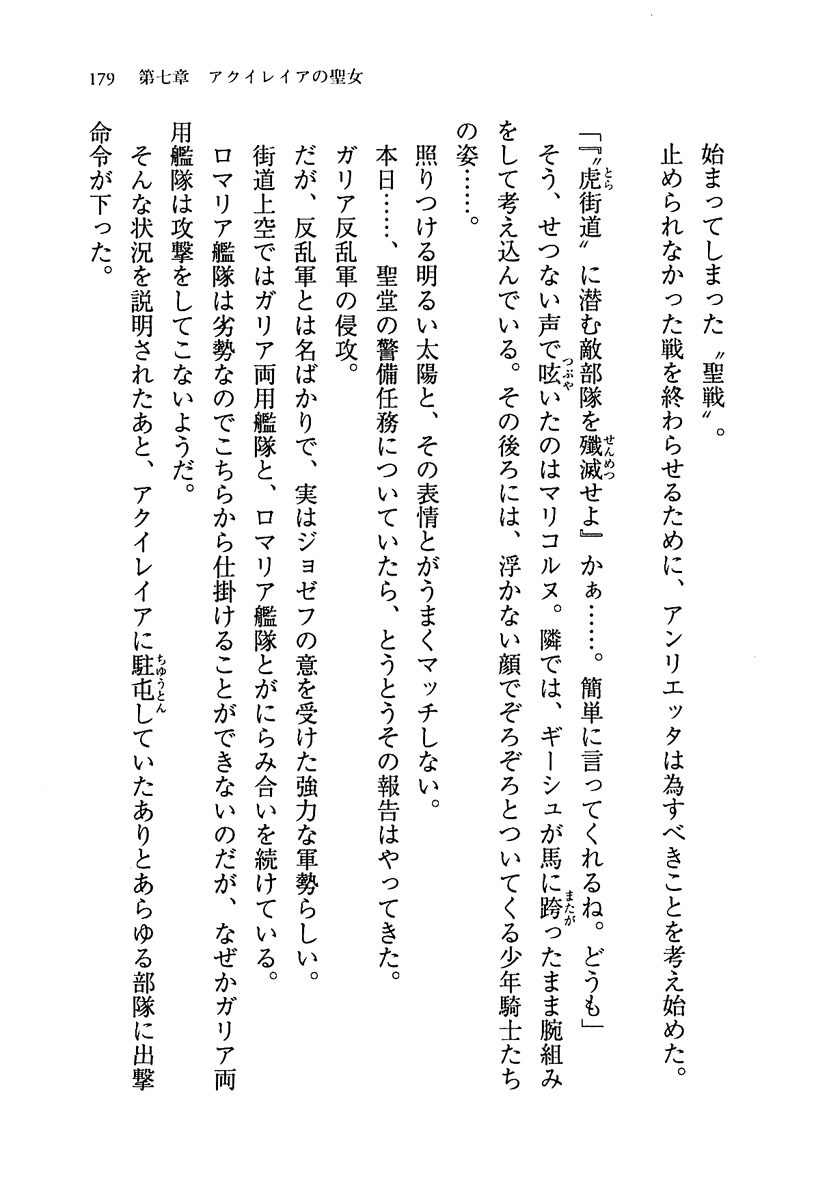 179　第七章　アクイレイアの聖女
始まってしまった〝聖戦〟。
止められなかった戦を終わらせるために、アンリエッタは為すべきことを考え始めた。
「『〝虎街道〟に潜む敵部隊を殲滅せよ』かぁ……。簡単に言ってくれるね。どうも」
そう、せつない声で呟いたのはマリコルヌ。隣では、ギーシュが馬に跨ったまま腕組み
をして考え込んでいる。その後ろには、浮かない顔でぞろぞろとついてくる少年騎士たち
の姿……。
照りつける明るい太陽と、その表情とがうまくマッチしない。
本日……、聖堂の警備任務についていたら、とうとうその報告はやってきた。
ガリア反乱軍の侵攻。
だが、反乱軍とは名ばかりで、実はジョゼフの意を受けた強力な軍勢らしい。
街道上空ではガリア両用艦隊と、ロマリア艦隊とがにらみ合いを続けている。
ロマリア艦隊は劣勢なのでこちらから仕掛けることができないのだが、なぜかガリア両
用艦隊は攻撃をしてこないようだ。
そんな状況を説明されたあと、アクイレイアに駐屯していたありとあらゆる部隊に出撃
命令が下った。